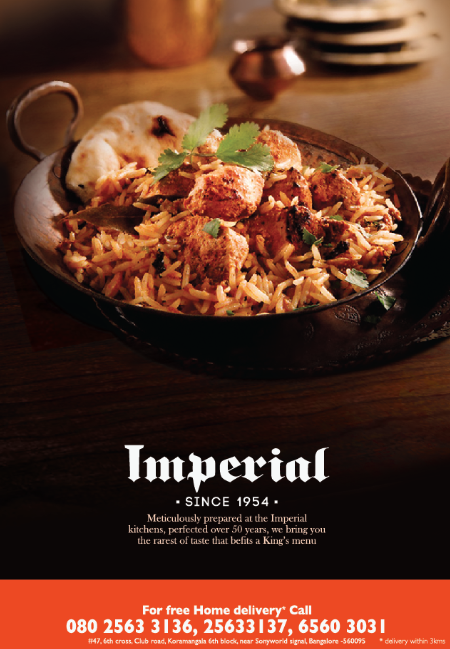 Imperial
• SINCE 1954 •
Meticulously prepared at the Imperial
kitchens, perfected over 50 years, we bring you
the rarest of taste that befits a King's menu
For free Home delivery* Call
080 2563 3136, 25633137, 6560 3031
#47, 6th cross, Club road, Koramangala 6th block, near Sonyworld signal, Bangalore -560095 * delivery within 3kms